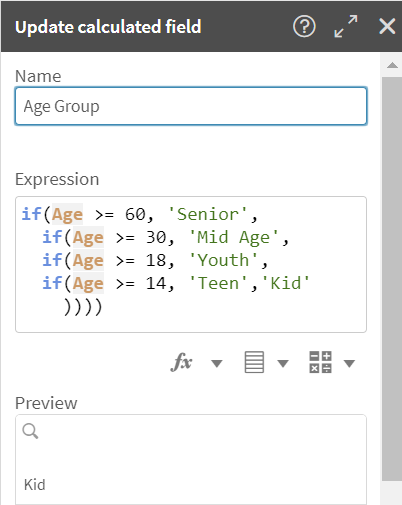 Update calculated field
Name
Age Group
Expression
if(Age >= 60, 'Senior',
if(Age >= 30, 'Mid Age',
if(Age >= 18, 'Youth',
if(Age >= 14, 'Teen','Kid'
))))
fx
Preview
Kid